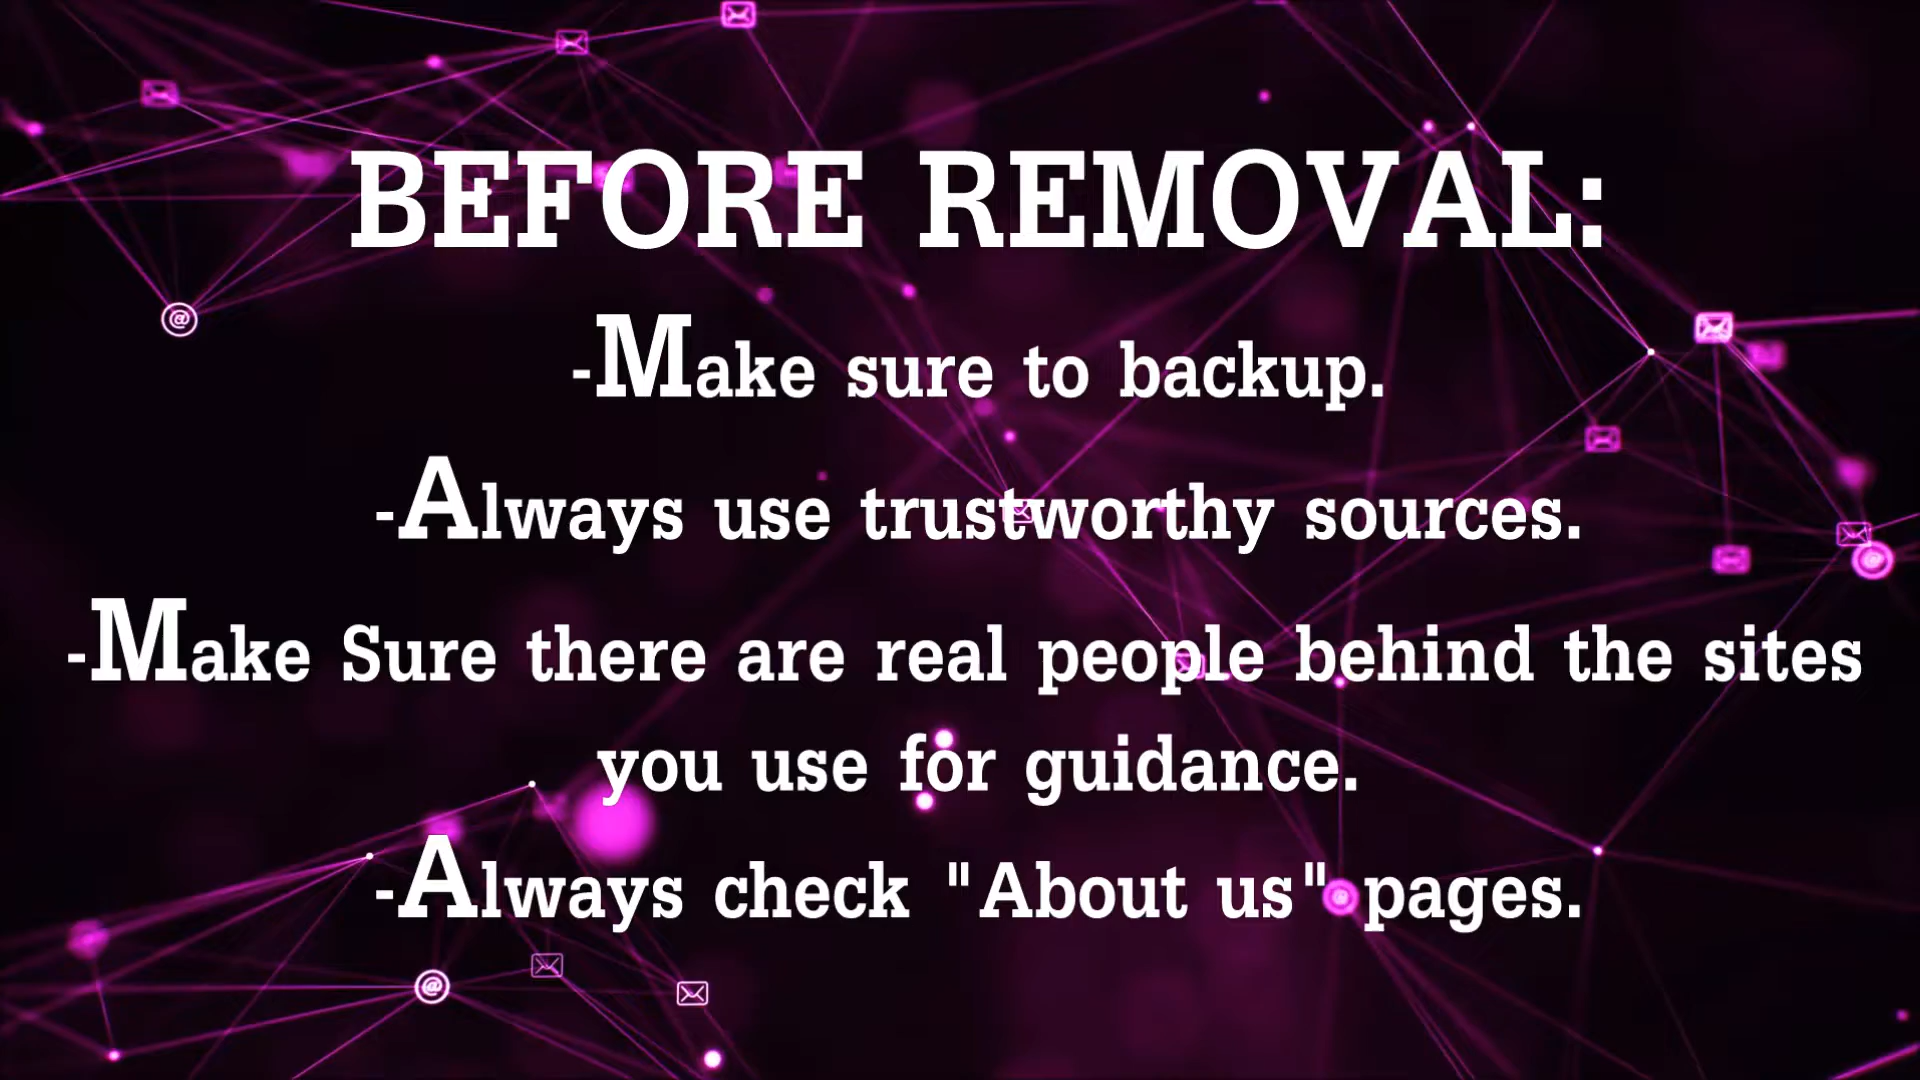 BEFORE REMOVAL:
-Make sure to backup.
-Always use trustworthy sources.
-Make Sure there are real people behind the sites
you use for guidance.
-Always check "About us" pages.